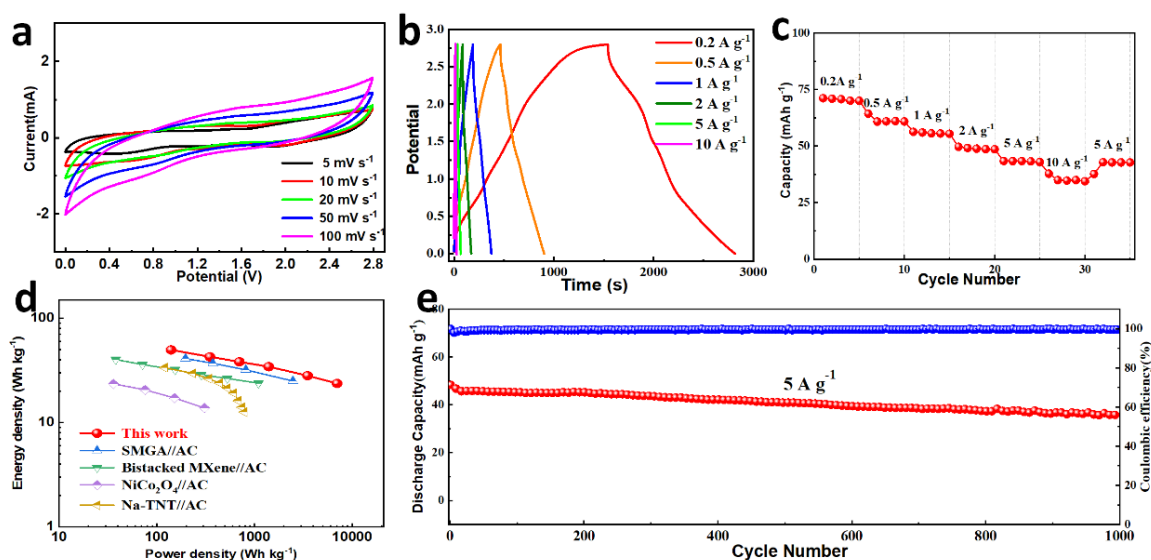 a
Current(mA)
2
0
-2
5 mV s⁻¹
10 mV s⁻¹
20 mV s⁻¹
50 mV s⁻¹
100 mV s⁻¹
0.0 0.4 0.8 1.2 1.6 2.0 2.4 2.8
Potential (V)
b
Potential
3.0
2.5
2.0
1.5
1.0
0.5
0.0
0.2 A g⁻¹
0.5 A g⁻¹
1 A g⁻¹
2 A g⁻¹
5 A g⁻¹
10 A g⁻¹
0 1000 2000 3000
Time (s)
c
Capacity (mAh g⁻¹)
100
75
50
25
0
0.2A g⁻¹
0.5 A g⁻¹
1 A g⁻¹
2 A g⁻¹
5 A g⁻¹
10 A g⁻¹
5 A g⁻¹
0 10 20 30
Cycle Number
d
Energy density (Wh kg⁻¹)
100
10
1
This work
SMGA//AC
Bistacked MXene//AC
NiCo₂O₄//AC
Na-TNT//AC
10 100 1000 10000
Power density (Wh kg⁻¹)
e
Discharge Capacity(mAh g⁻¹)
80
70
60
40
20
0
5 A g⁻¹
100
80
60
40
20
0
Coulombic efficiency(%)
0 200 400 600 800 1000
Cycle Number